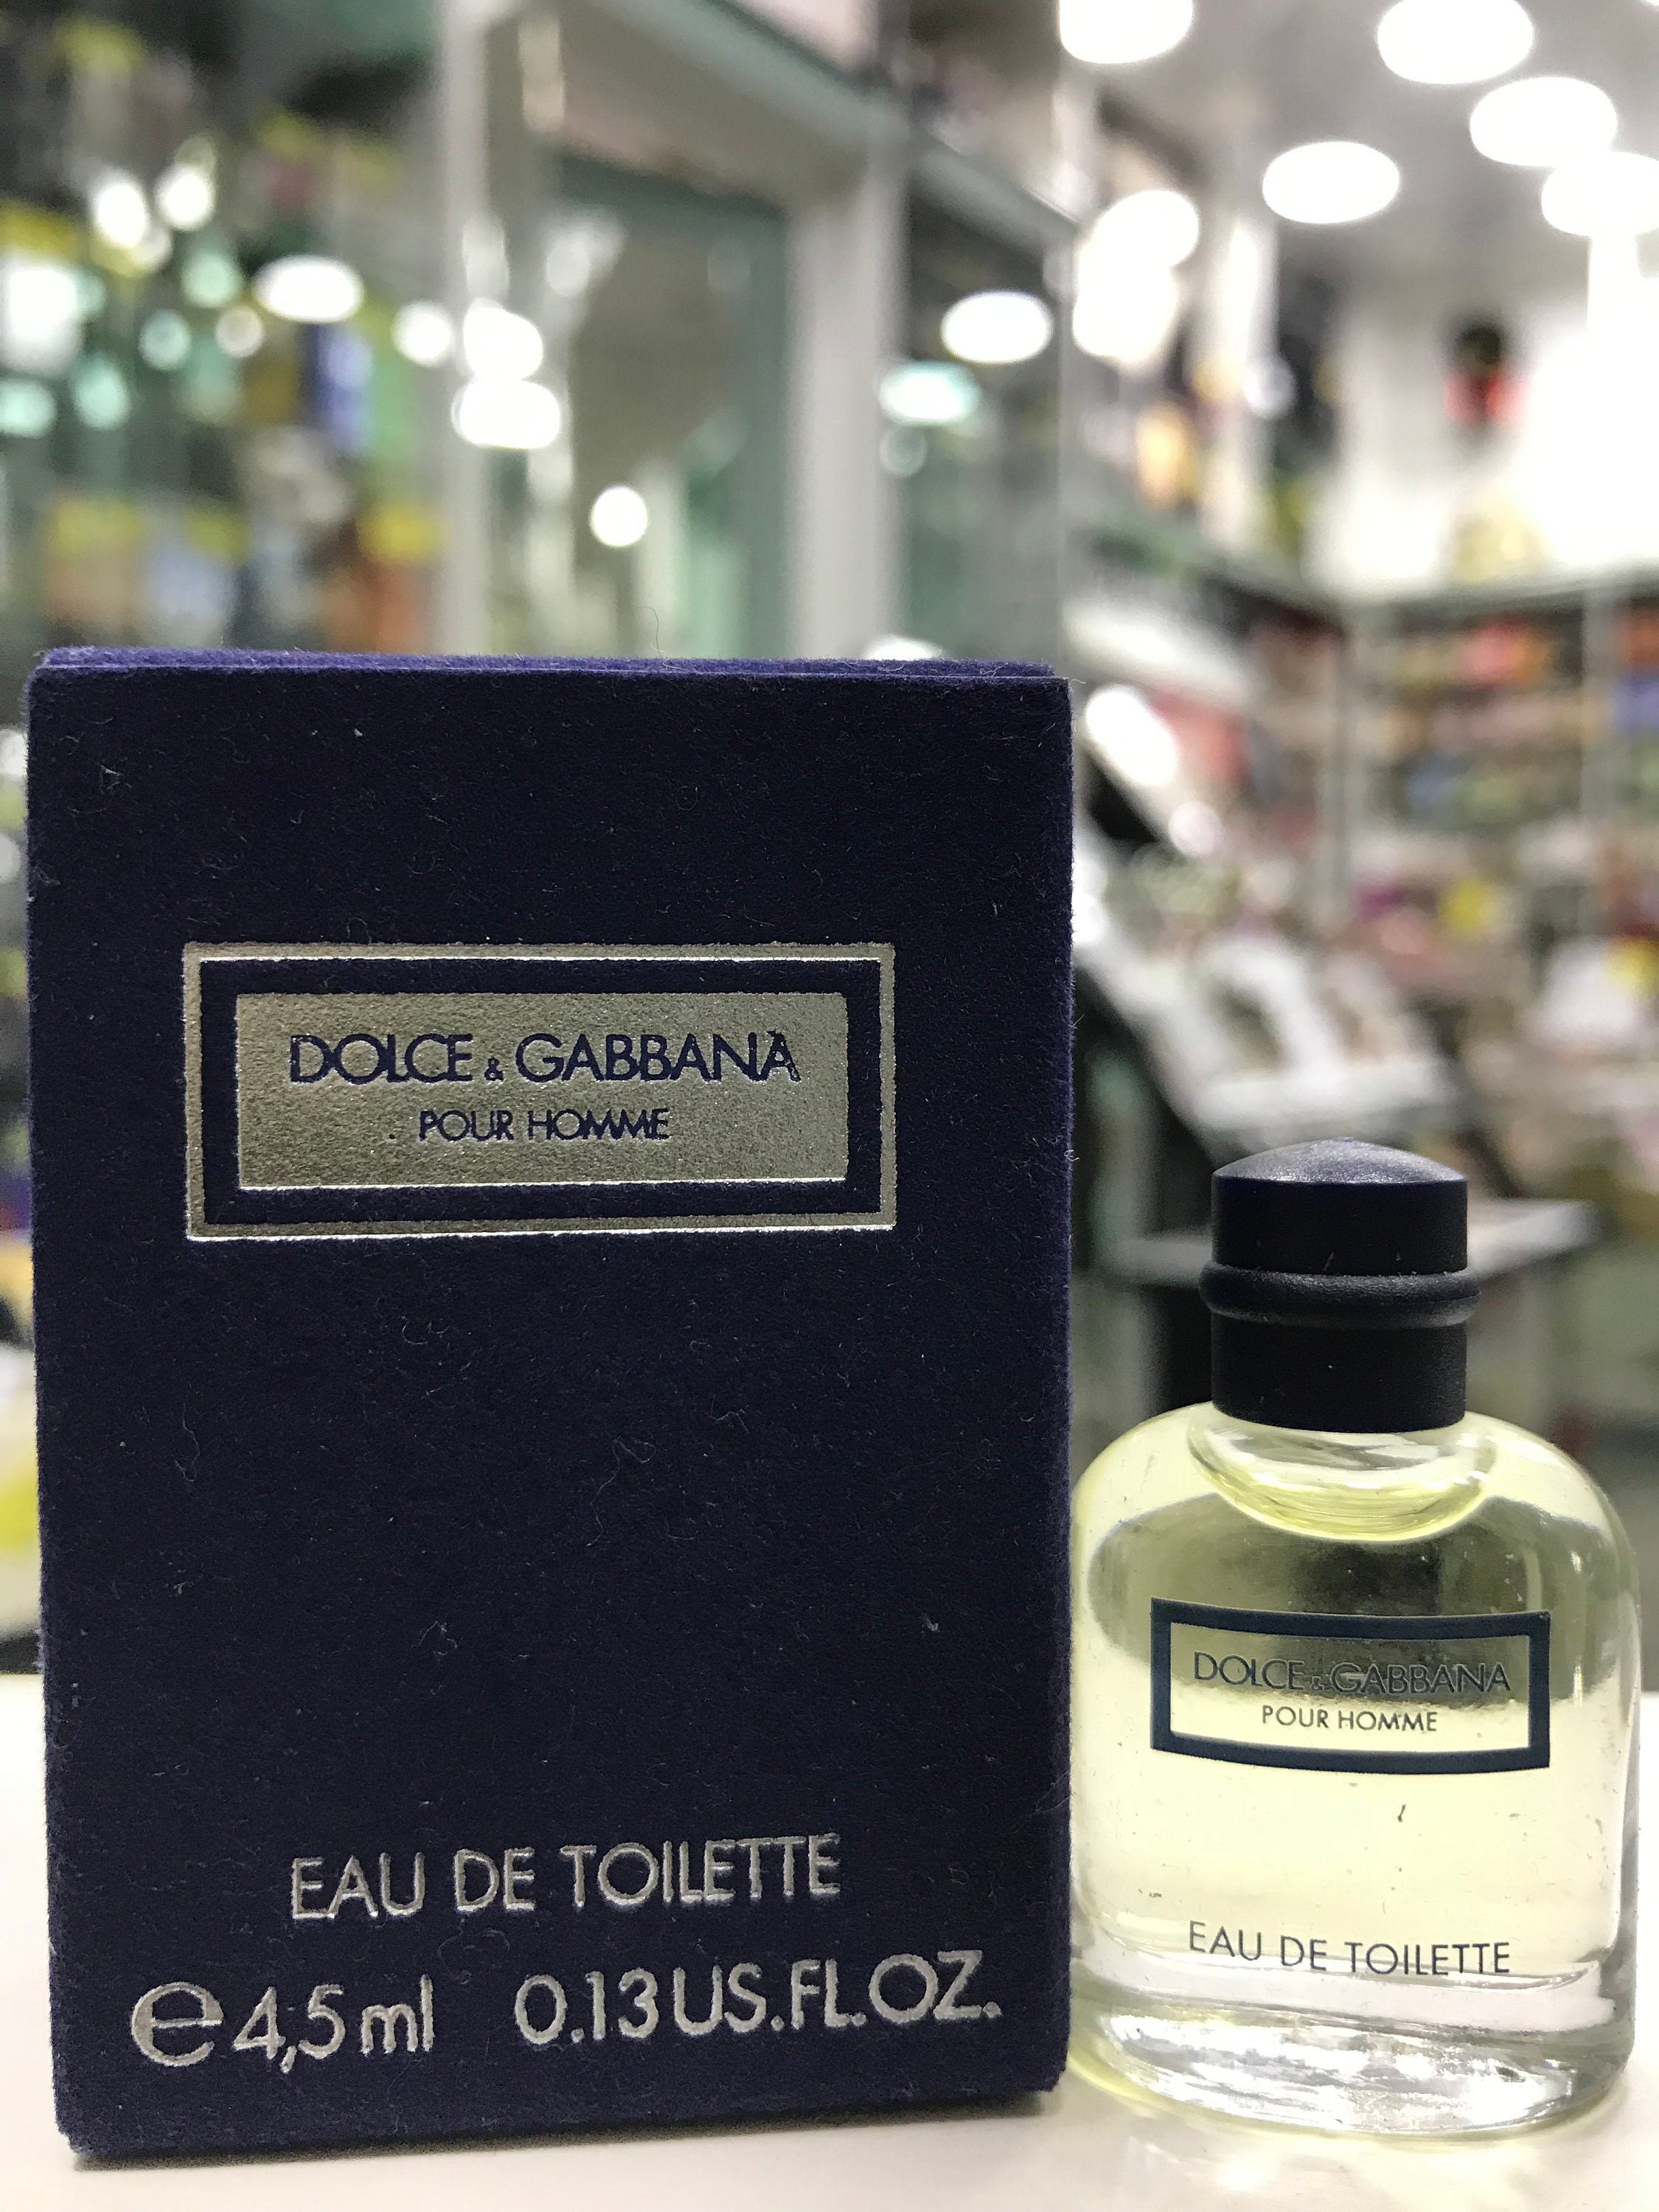 DOLCE & GABBANA
POUR HOMME
EAU DE TOILETTE
℮ 4,5 ml 0.13 US.FL.OZ.
DOLCE & GABBANA
POUR HOMME
EAU DE TOILETTE